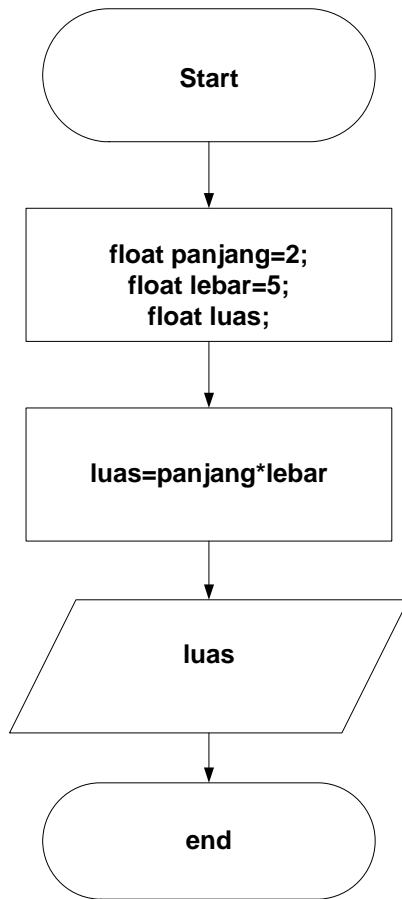 Start
float panjang=2;
float lebar=5;
float luas;
luas=panjang*lebar
luas
end